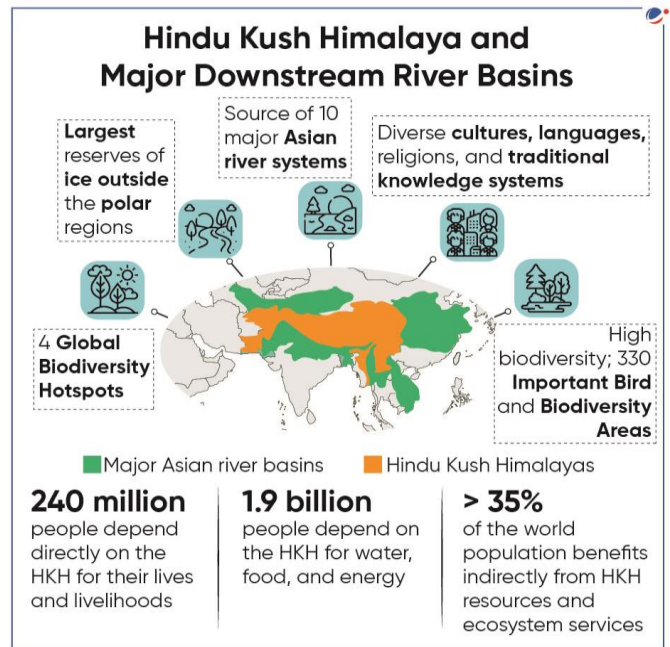 Hindu Kush Himalaya and
Major Downstream River Basins
Largest
reserves of
ice outside
the polar
regions
Source of 10
major Asian
river systems
Diverse cultures, languages,
religions, and traditional
knowledge systems
4 Global
Biodiversity
Hotspots
High
biodiversity; 330
Important Bird
and Biodiversity
Areas
Major Asian river basins
Hindu Kush Himalayas
240 million
people depend
directly on the
HKH for their lives
and livelihoods
1.9 billion
people depend on
the HKH for water,
food, and energy
> 35%
of the world
population benefits
indirectly from HKH
resources and
ecosystem services